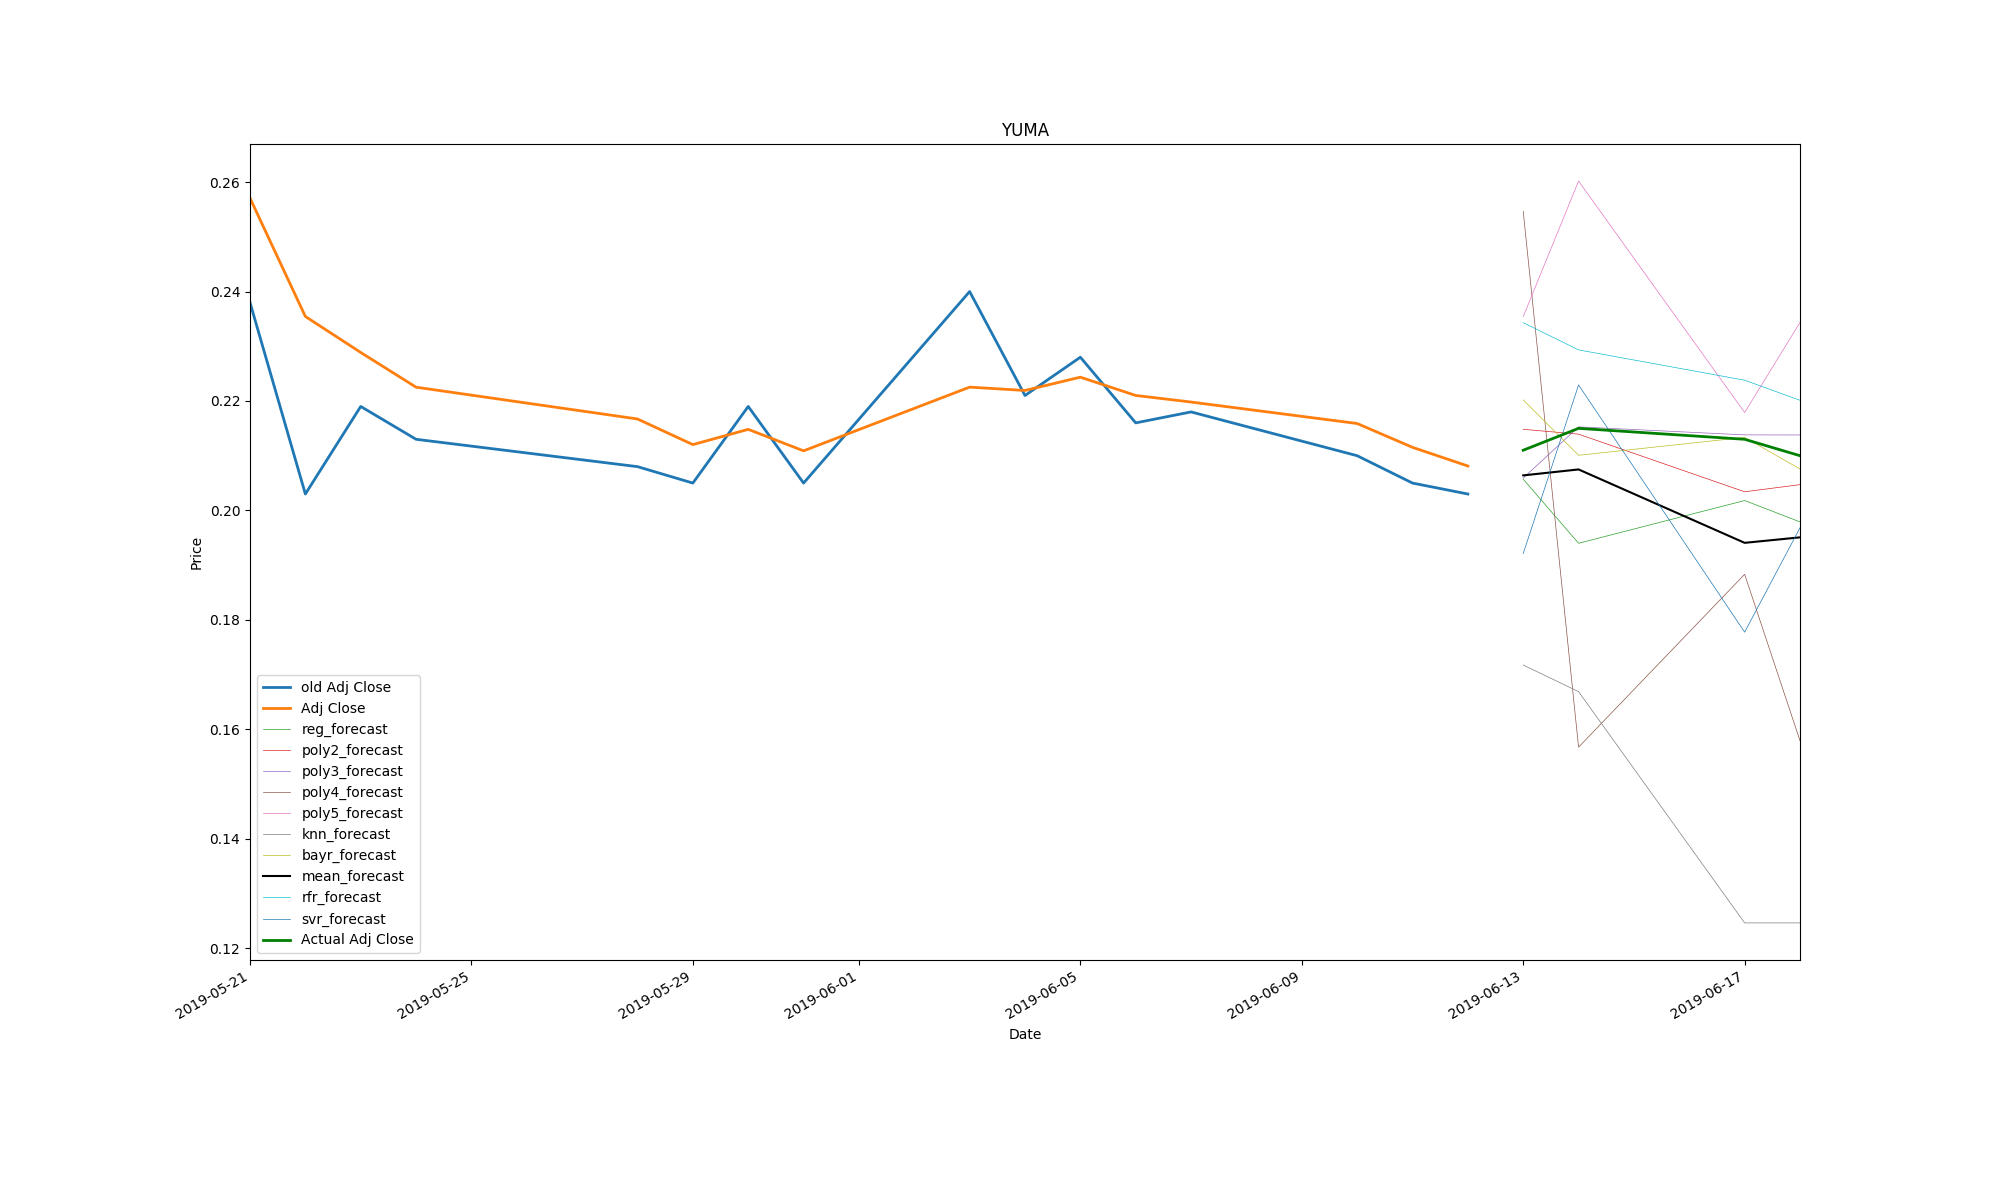 YUMA
0.26
0.24
0.22
0.20
0.18
0.16
0.14
0.12
Price
old Adj Close
Adj Close
reg_forecast
poly2_forecast
poly3_forecast
poly4_forecast
poly5_forecast
knn_forecast
bayr_forecast
mean_forecast
rfr_forecast
svr_forecast
Actual Adj Close
2019-05-21
2019-05-25
2019-05-29
2019-06-01
2019-06-05
2019-06-09
2019-06-13
2019-06-17
Date